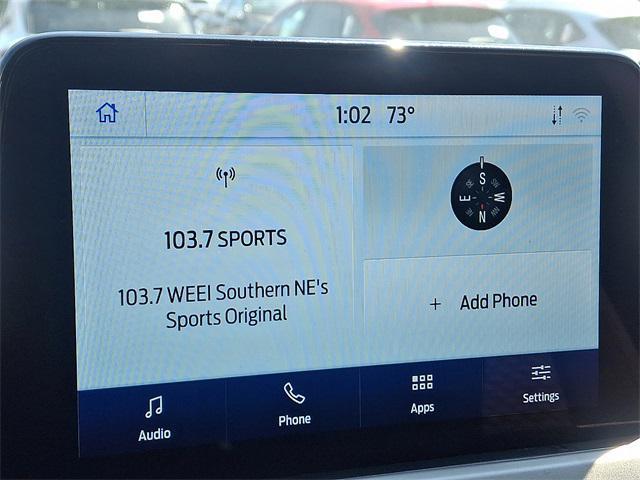 1:02 73°
103.7 SPORTS
103.7 WEEI Southern NE's
Sports Original
S
E W
N
+ Add Phone
Audio
Phone
Apps
Settings